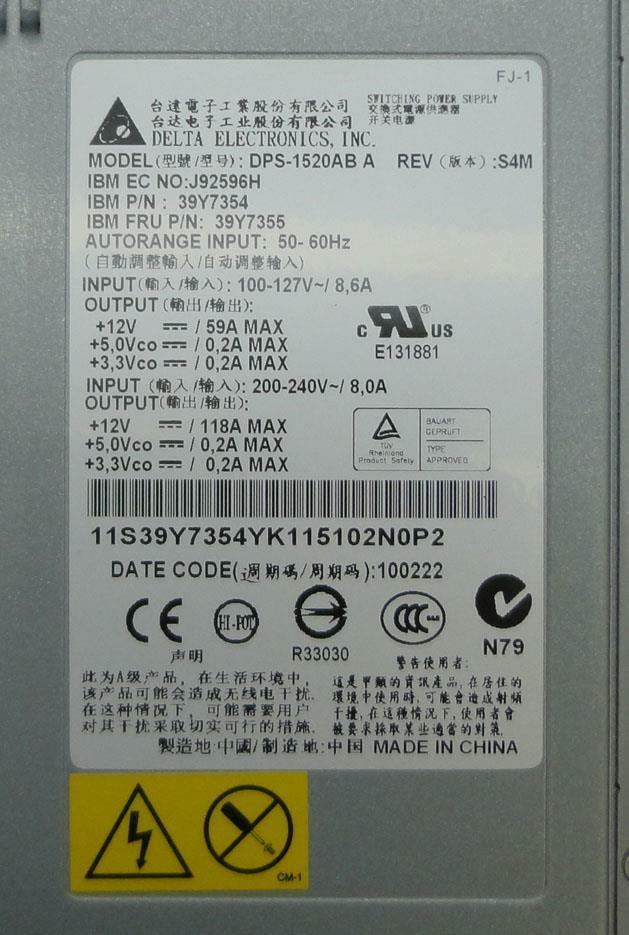 FJ-1
台達電子工業股份有限公司
台达电子工业股份有限公司
DELTA ELECTRONICS, INC.
SWITCHING POWER SUPPLY
交換式電源供應器
开关电源
MODEL(型號/型号): DPS-1520AB A REV (版本):S4M
IBM EC NO:J92596H
IBM P/N : 39Y7354
IBM FRU P/N: 39Y7355
AUTORANGE INPUT: 50- 60Hz
(自動調整輸入/自动调整输入)
INPUT(輸入/输入): 100-127V~/ 8,6A
OUTPUT (輸出/输出):
+12V ⎓ / 59A MAX
+5,0Vco ⎓ / 0,2A MAX
+3,3Vco ⎓ / 0,2A MAX
c RU ® US
E131881
INPUT (輸入/输入): 200-240V~/ 8,0A
OUTPUT(輸出/输出):
+12V ⎓ / 118A MAX
+5,0Vco ⎓ / 0,2A MAX
+3,3Vco ⎓ / 0,2A MAX
TÜV
Rheinland
Product Safety
BAUART
GEPRÜFT
TYPE
APPROVED
11S39Y7354YK115102N0P2
DATE CODE(週期碼/周期码):100222
CE
HI-POT
R33030
CCC
N79
声明
此为A级产品, 在生活环境中,
该产品可能会造成无线电干扰.
在这种情况下, 可能需要用户
对其干扰采取切实可行的措施.
警告使用者:
這是甲類的資訊產品,在居住的
環境中使用時,可能會造成射頻
干擾,在這種情況下,使用者會
被要求採取某些適當的對策.
製造地:中國/制造地:中国 MADE IN CHINA
CM-1